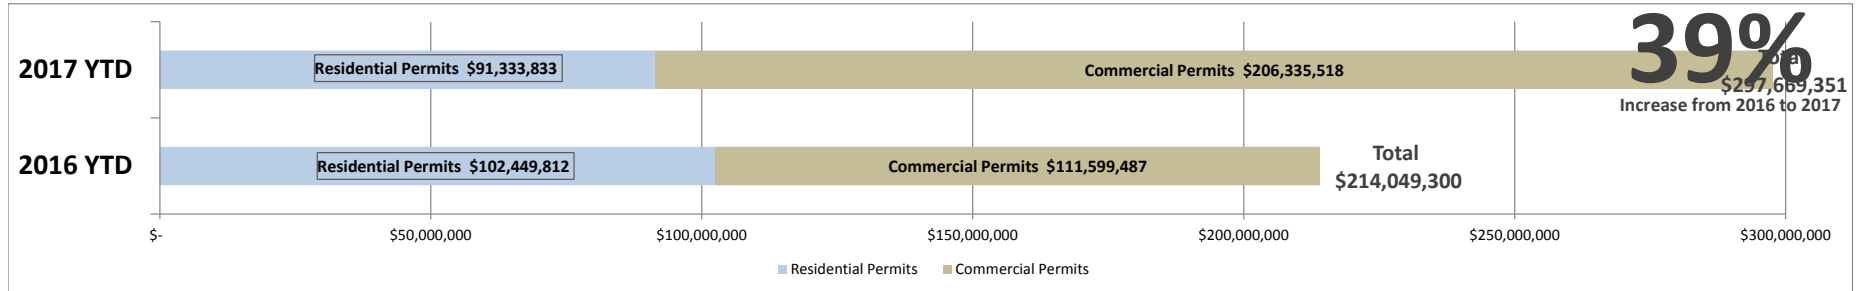 39%
2017 YTD
Residential Permits $91,333,833
Commercial Permits $206,335,518
Total
$297,669,351
Increase from 2016 to 2017
2016 YTD
Residential Permits $102,449,812
Commercial Permits $111,599,487
Total
$214,049,300
$-
$50,000,000
$100,000,000
$150,000,000
$200,000,000
$250,000,000
$300,000,000
Residential Permits
Commercial Permits